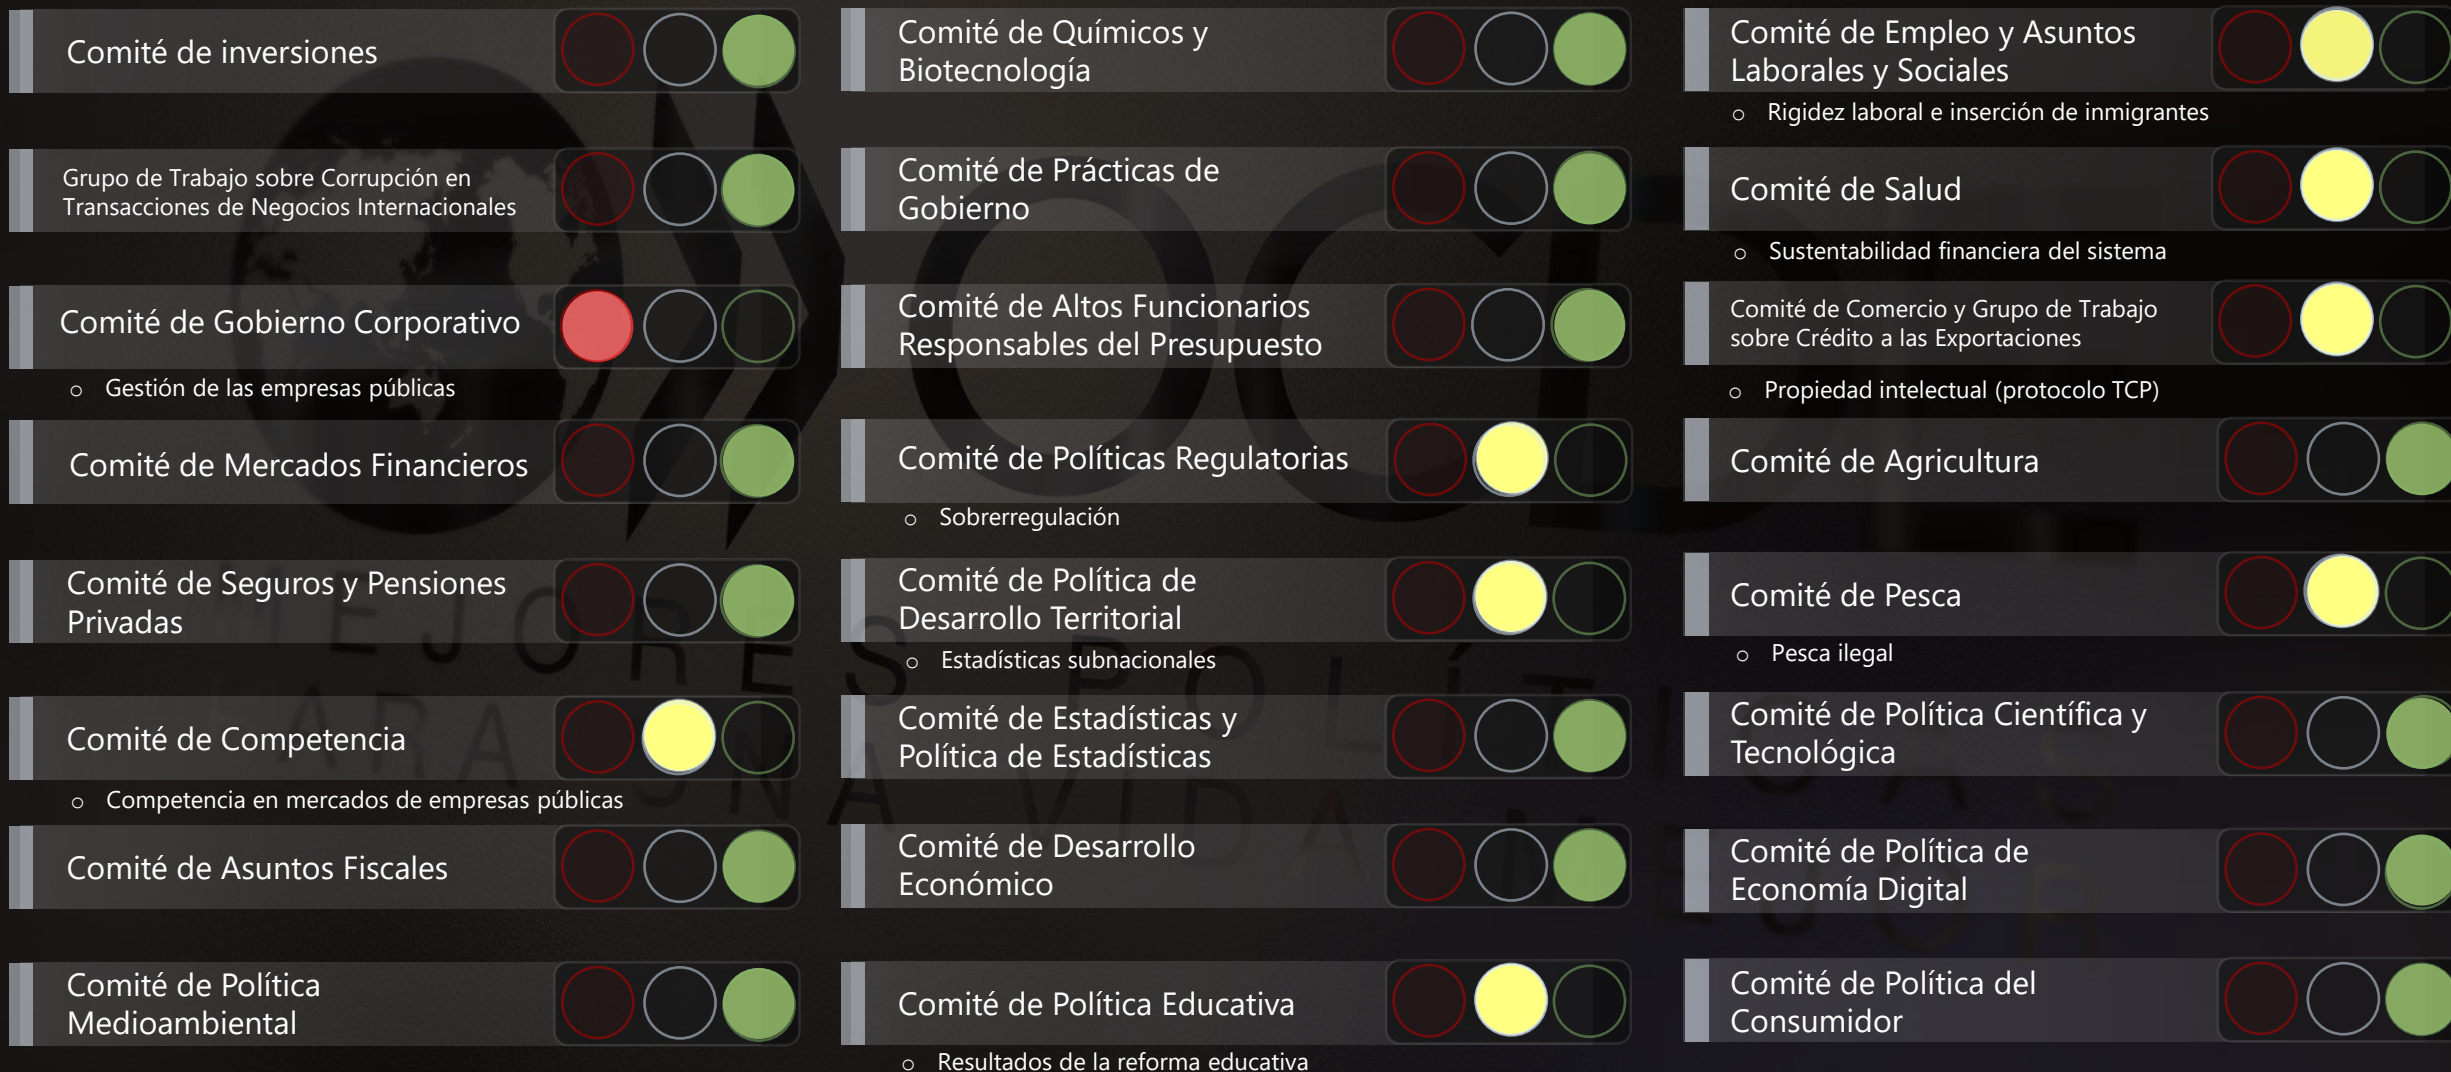 Comité de inversiones
Grupo de Trabajo sobre Corrupción en
Transacciones de Negocios Internacionales
Comité de Gobierno Corporativo
o Gestión de las empresas públicas
Comité de Mercados Financieros
Comité de Seguros y Pensiones
Privadas
Comité de Competencia
o Competencia en mercados de empresas públicas
Comité de Asuntos Fiscales
Comité de Política
Medioambiental
Comité de Químicos y
Biotecnología
Comité de Prácticas de
Gobierno
Comité de Altos Funcionarios
Responsables del Presupuesto
Comité de Políticas Regulatorias
o Sobrerregulación
Comité de Política de
Desarrollo Territorial
o Estadísticas subnacionales
Comité de Estadísticas y
Política de Estadísticas
Comité de Desarrollo
Económico
Comité de Política Educativa
o Resultados de la reforma educativa
Comité de Empleo y Asuntos
Laborales y Sociales
o Rigidez laboral e inserción de inmigrantes
Comité de Salud
o Sustentabilidad financiera del sistema
Comité de Comercio y Grupo de Trabajo
sobre Crédito a las Exportaciones
o Propiedad intelectual (protocolo TCP)
Comité de Agricultura
Comité de Pesca
o Pesca ilegal
Comité de Política Científica y
Tecnológica
Comité de Política de
Economía Digital
Comité de Política del
Consumidor
OCDE
MEJORES POLÍTICAS
PARA UNA VIDA MEJOR